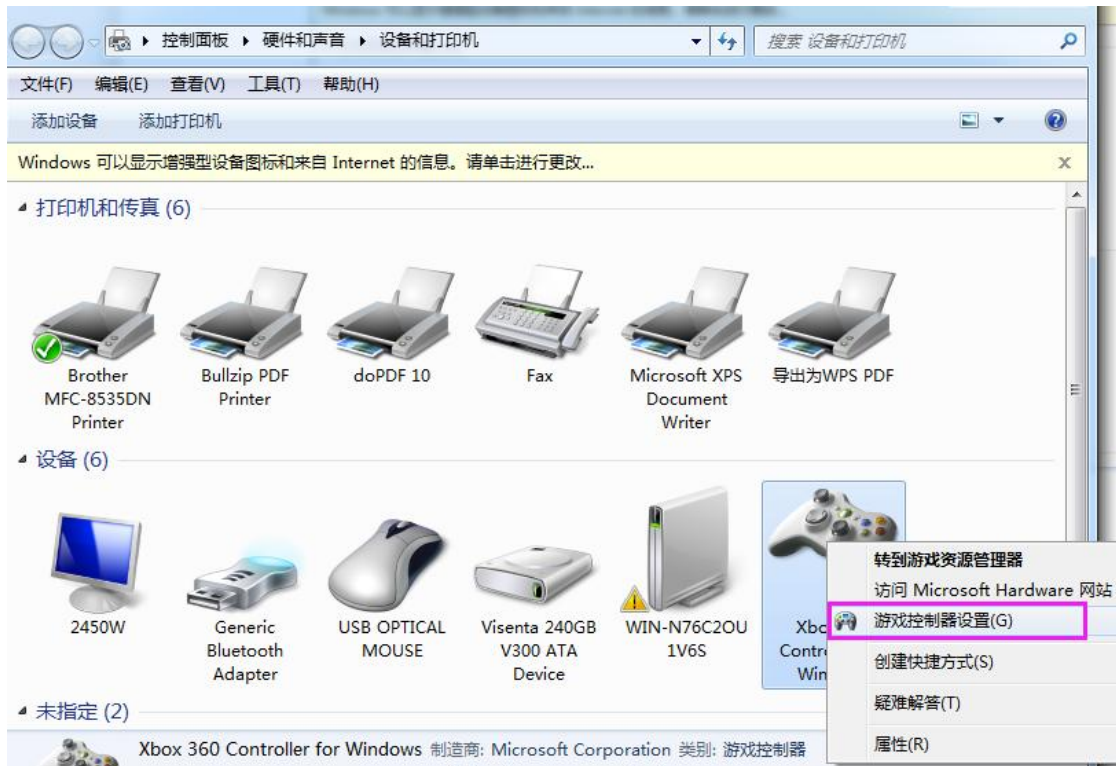 控制面板 硬件和声音 设备和打印机
搜索 设备和打印机
文件(F) 编辑(E) 查看(V) 工具(T) 帮助(H)
添加设备 添加打印机
Windows 可以显示增强型设备图标和来自 Internet 的信息。请单击进行更改...
打印机和传真 (6)
Brother
MFC-8535DN
Printer
Bullzip PDF
Printer
doPDF 10
Fax
Microsoft XPS
Document
Writer
导出为WPS PDF
设备 (6)
2450W
Generic
Bluetooth
Adapter
USB OPTICAL
MOUSE
Visenta 240GB
V300 ATA
Device
WIN-N76C2OU
1V6S
Xbo
Contr
Win
转到游戏资源管理器
访问 Microsoft Hardware 网站
游戏控制器设置(G)
创建快捷方式(S)
疑难解答(T)
属性(R)
未指定 (2)
Xbox 360 Controller for Windows 制造商: Microsoft Corporation 类别: 游戏控制器